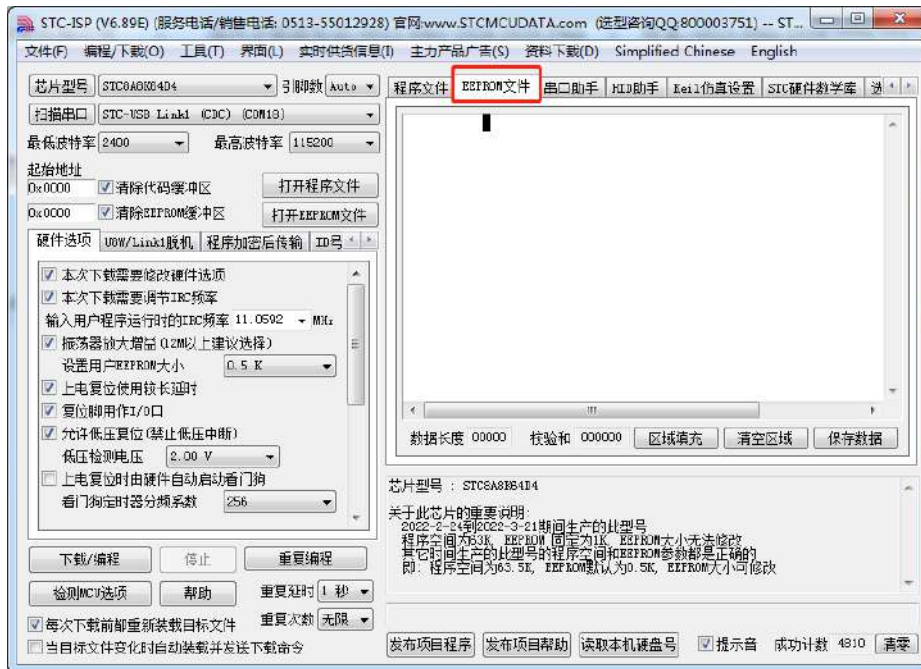 STC-ISP (V6.89E) (服务电话/销售电话: 0513-55012928) 官网:www.STCMCUDATA.com (选型咨询QQ:800003751) -- ST...
文件(F) 编程/下载(O) 工具(T) 界面(L) 实时供货信息(I) 主力产品广告(S) 资料下载(D) Simplified Chinese English
芯片型号 STC8A8K64D4 引脚数 Auto
扫描串口 STC-USB Link1 (CDC) (COM13)
最低波特率 2400 最高波特率 115200
起始地址
0x0000 清除代码缓冲区 打开程序文件
0x0000 清除EEPROM缓冲区 打开EEPROM文件
硬件选项 U8W/Link1脱机 程序加密后传输 ID号
本次下载需要修改硬件选项
本次下载需要调节IRC频率
输入用户程序运行时的IRC频率 11.0592 MHz
振荡器放大增益(12M以上建议选择)
设置用户EEPROM大小 0.5 K
上电复位使用较长延时
复位脚用作I/O口
允许低压复位(禁止低压中断)
低压检测电压 2.00 V
上电复位时由硬件自动启动看门狗
看门狗定时器分频系数 256
下载/编程 停止 重复编程
检测MCU选项 帮助 重复延时 1 秒
每次下载前都重新装载目标文件 重复次数 无限
当目标文件变化时自动装载并发送下载命令
程序文件 EEPROM文件 串口助手 HID助手 Keil仿真设置 STC硬件数学库 选
数据长度 00000 校验和 000000 区域填充 清空区域 保存数据
芯片型号 : STC8A8K64D4
关于此芯片的重要说明:
2022-2-24到2022-3-21期间生产的此型号
程序空间为63K, EEPROM 固定为1K, EEPROM大小无法修改
其它时间生产的此型号的程序空间和EEPROM参数都是正确的
即: 程序空间为63.5K, EEPROM默认为0.5K, EEPROM大小可修改
发布项目程序 发布项目帮助 读取本机硬盘号 提示音 成功计数 4810 清零